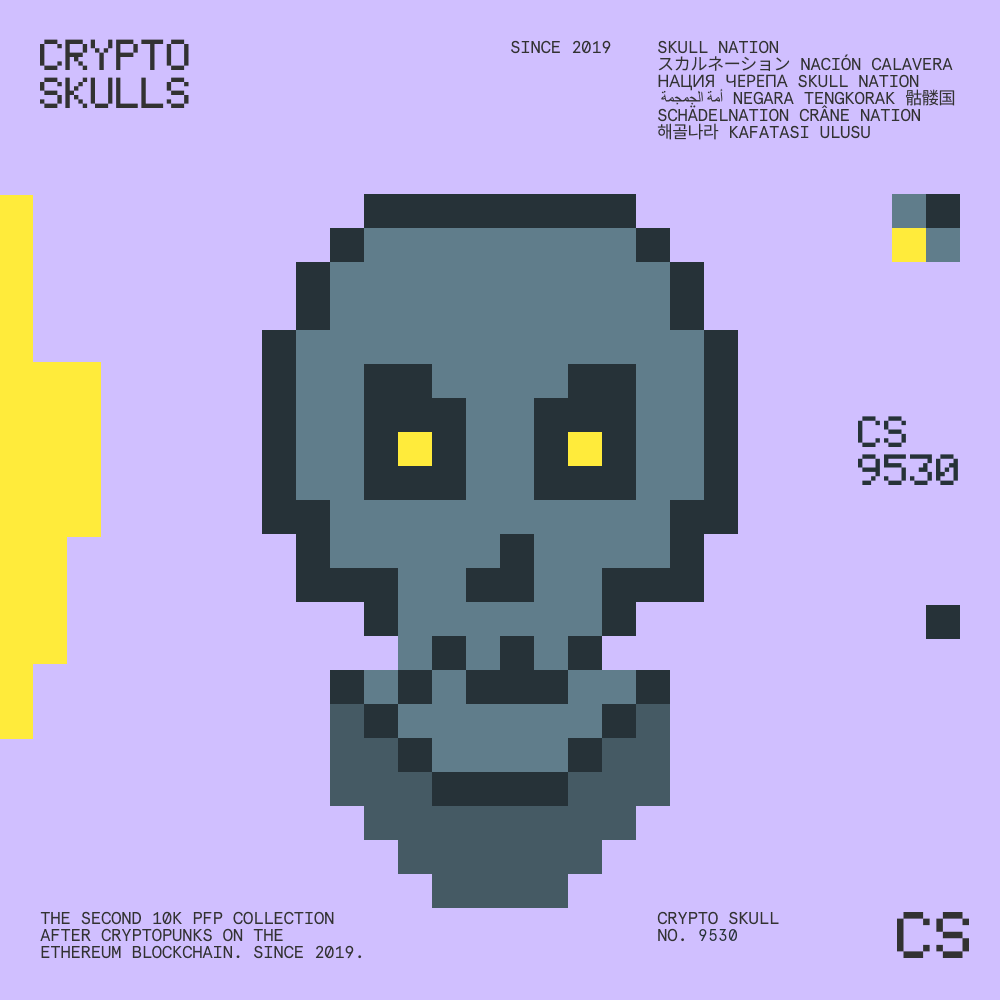 CRYPTO
SKULLS
SINCE 2019
SKULL NATION
スカルネーション NACIÓN CALAVERA
НАЦИЯ ЧЕРЕПА SKULL NATION
أمة الجمجمة NEGARA TENGKORAK 骷髅国
SCHÄDELNATION CRÂNE NATION
해골나라 KAFATASI ULUSU
CS
9530
THE SECOND 10K PFP COLLECTION
AFTER CRYPTOPUNKS ON THE
ETHEREUM BLOCKCHAIN. SINCE 2019.
CRYPTO SKULL
NO. 9530
CS